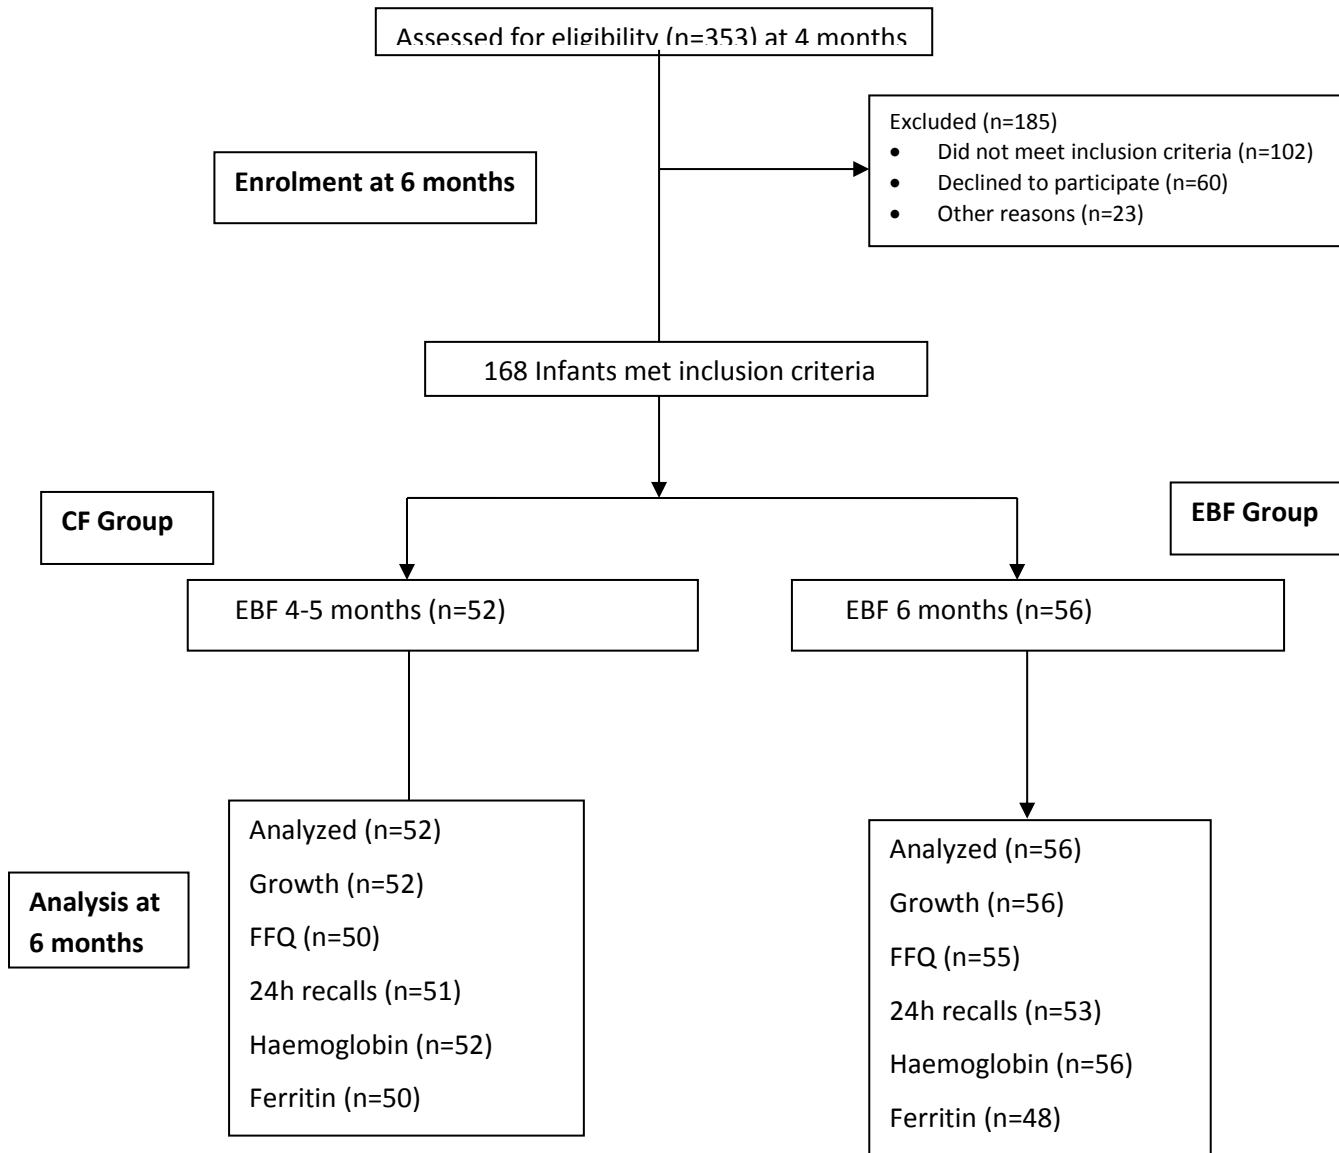 Assessed for eligibility (n=353) at 4 months
Excluded (n=185)
• Did not meet inclusion criteria (n=102)
• Declined to participate (n=60)
• Other reasons (n=23)
Enrolment at 6 months
168 Infants met inclusion criteria
CF Group
EBF Group
EBF 4-5 months (n=52)
EBF 6 months (n=56)
Analysis at
6 months
Analyzed (n=52)
Growth (n=52)
FFQ (n=50)
24h recalls (n=51)
Haemoglobin (n=52)
Ferritin (n=50)
Analyzed (n=56)
Growth (n=56)
FFQ (n=55)
24h recalls (n=53)
Haemoglobin (n=56)
Ferritin (n=48)